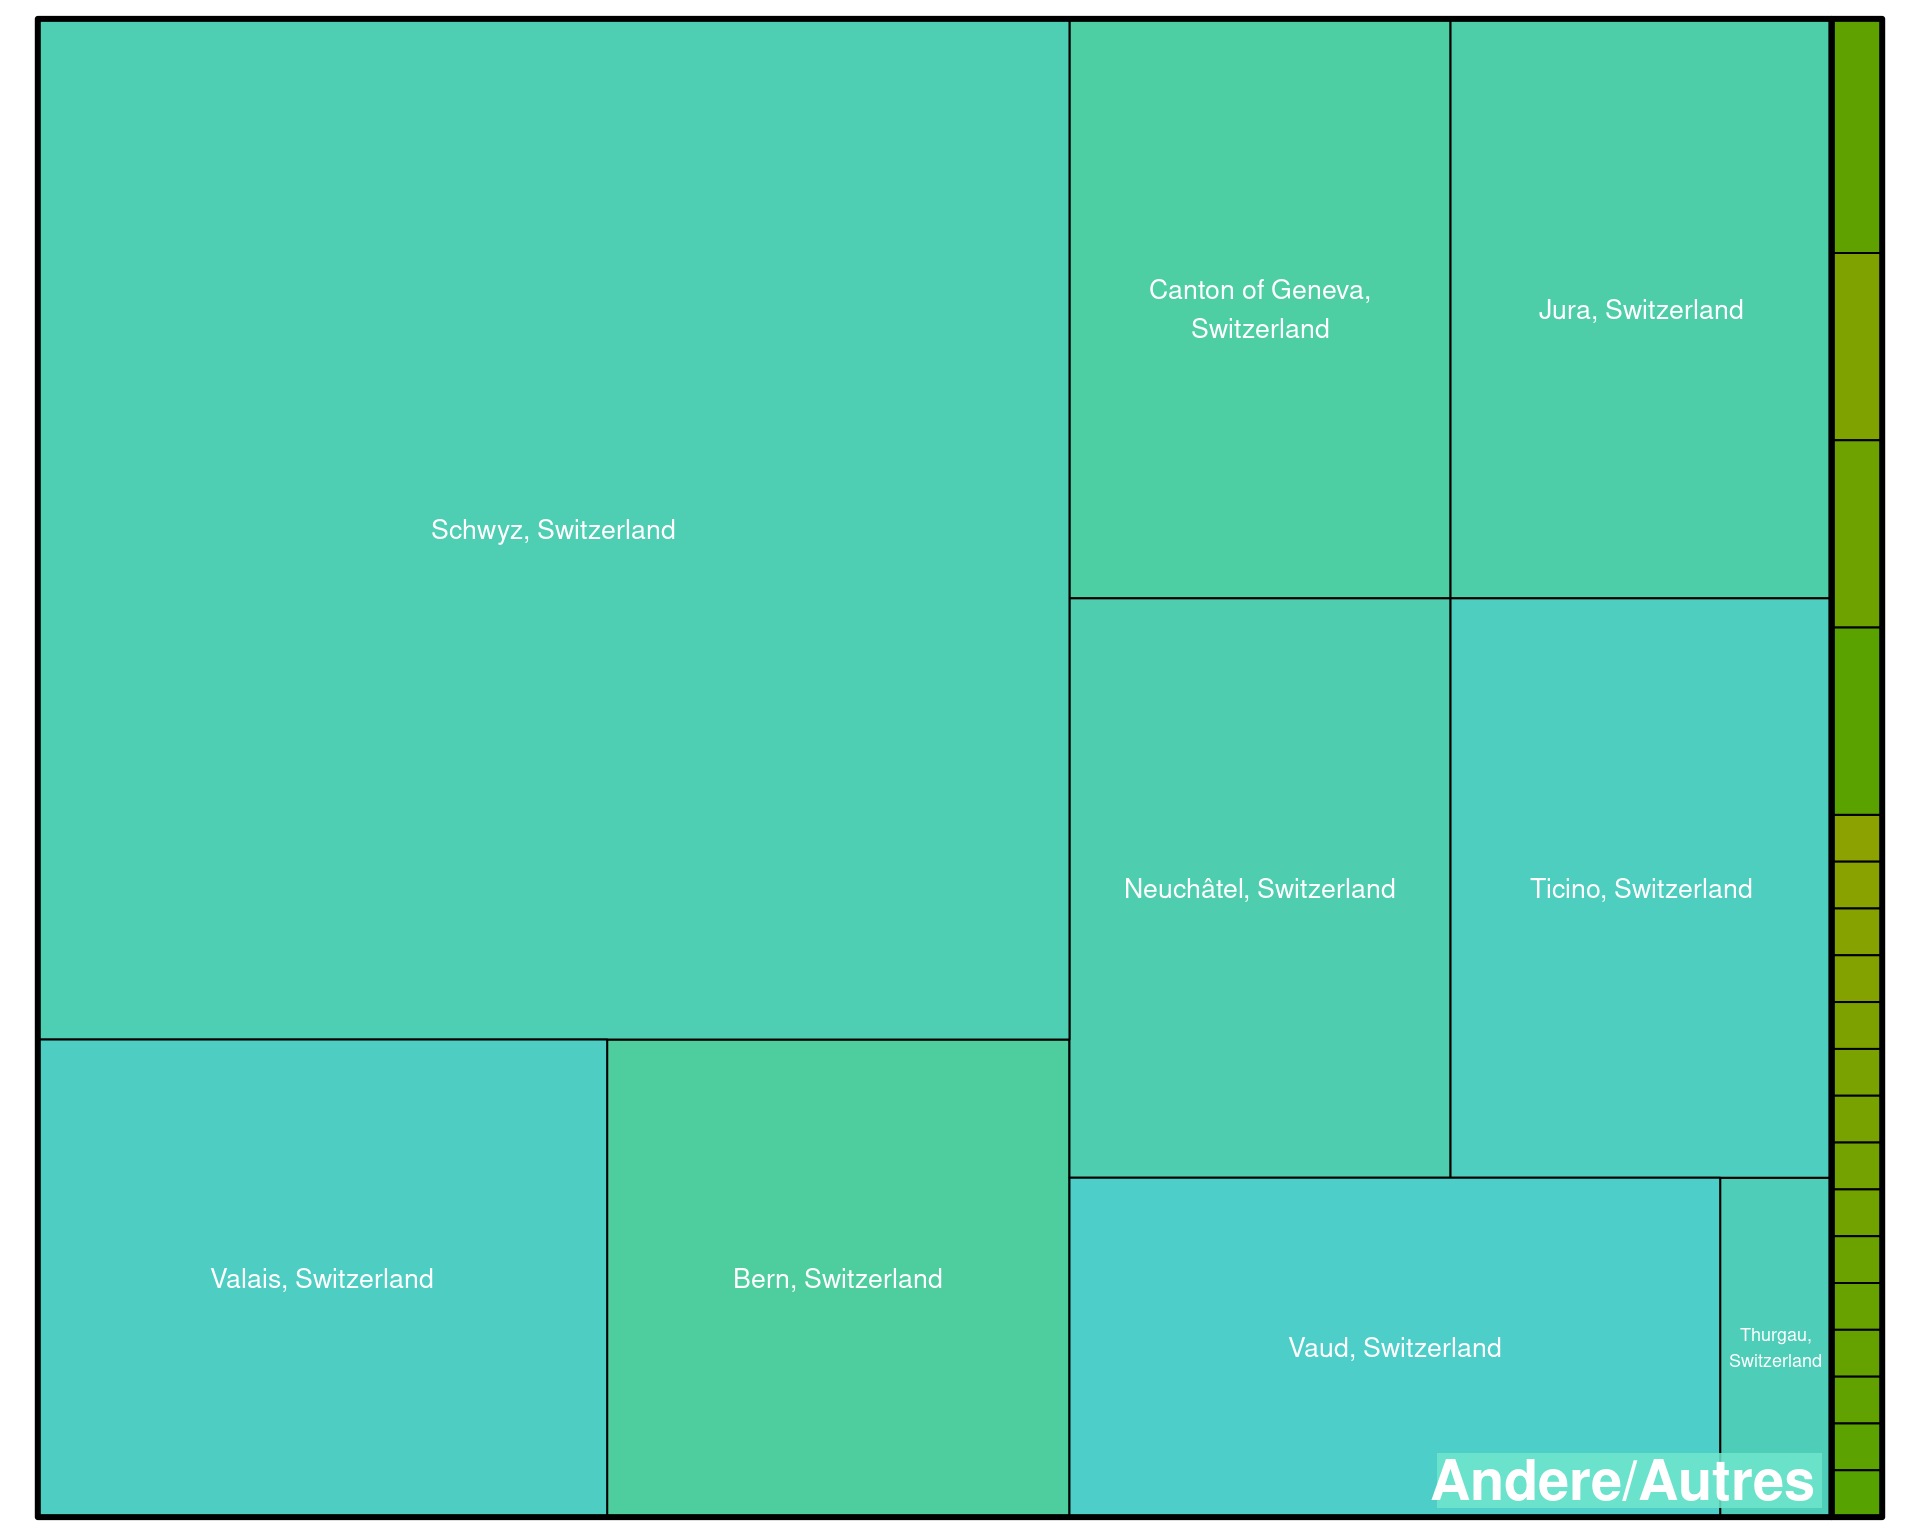 Schwyz, Switzerland
Canton of Geneva,
Switzerland
Jura, Switzerland
Neuchâtel, Switzerland
Ticino, Switzerland
Valais, Switzerland
Bern, Switzerland
Vaud, Switzerland
Thurgau,
Switzerland
Andere/Autres